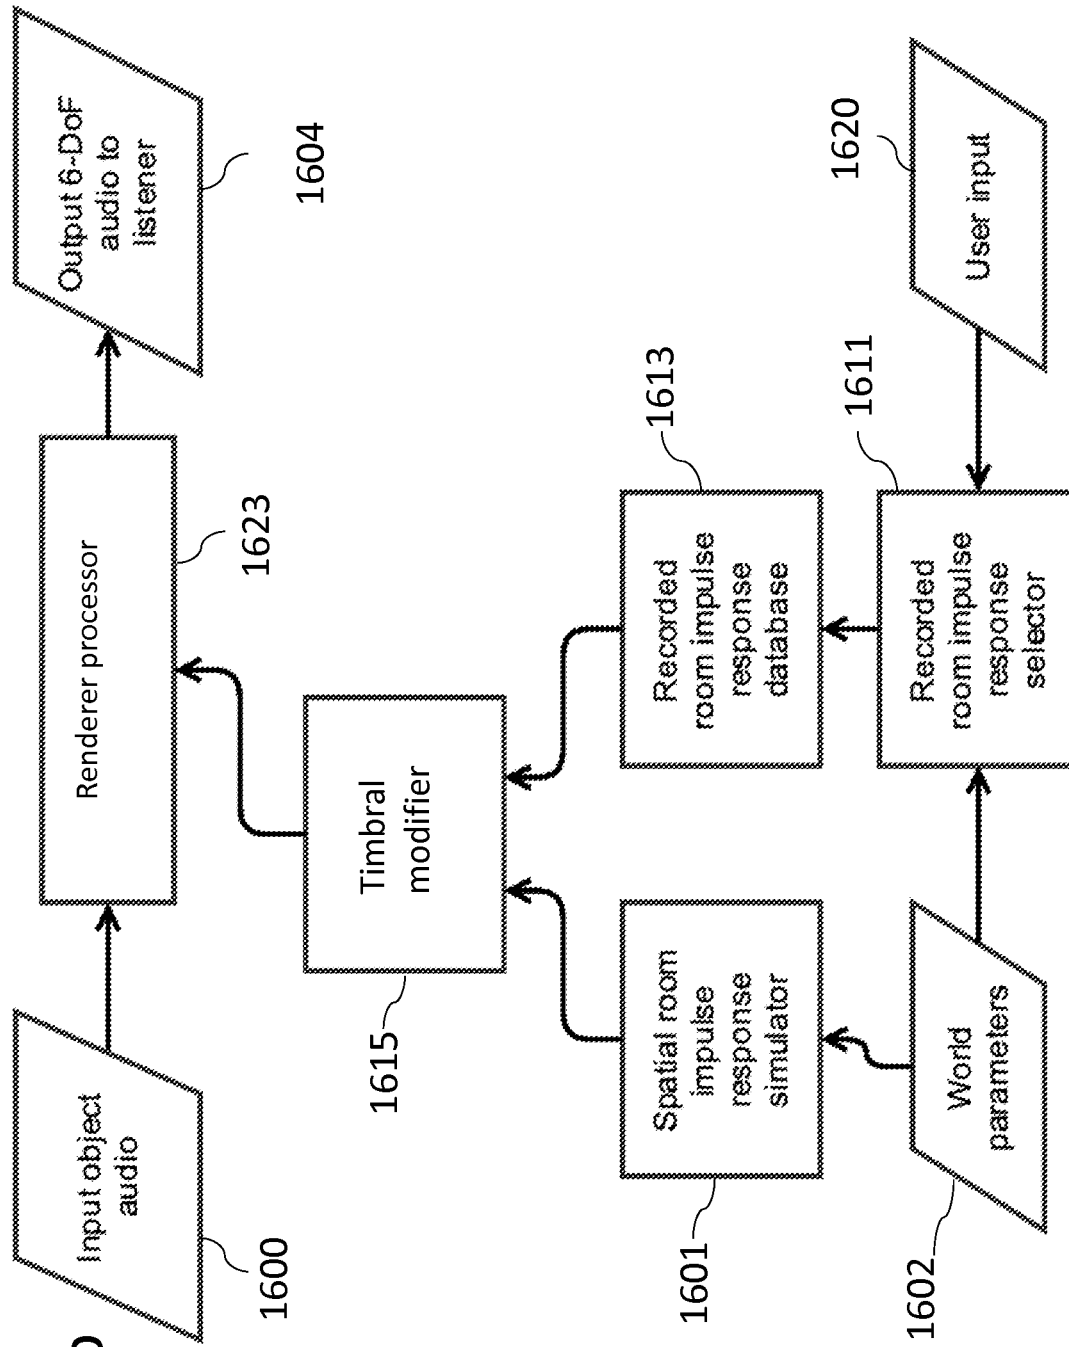 Input object
audio
Renderer processor
Output 6-DoF
audio to
listener
1600
1623
1604
Timbral
modifier
1615
Spatial room
impulse
response
simulator
1601
Recorded
room impulse
response
database
1613
World
parameters
1602
Recorded
room impulse
response
selector
1611
User input
1620